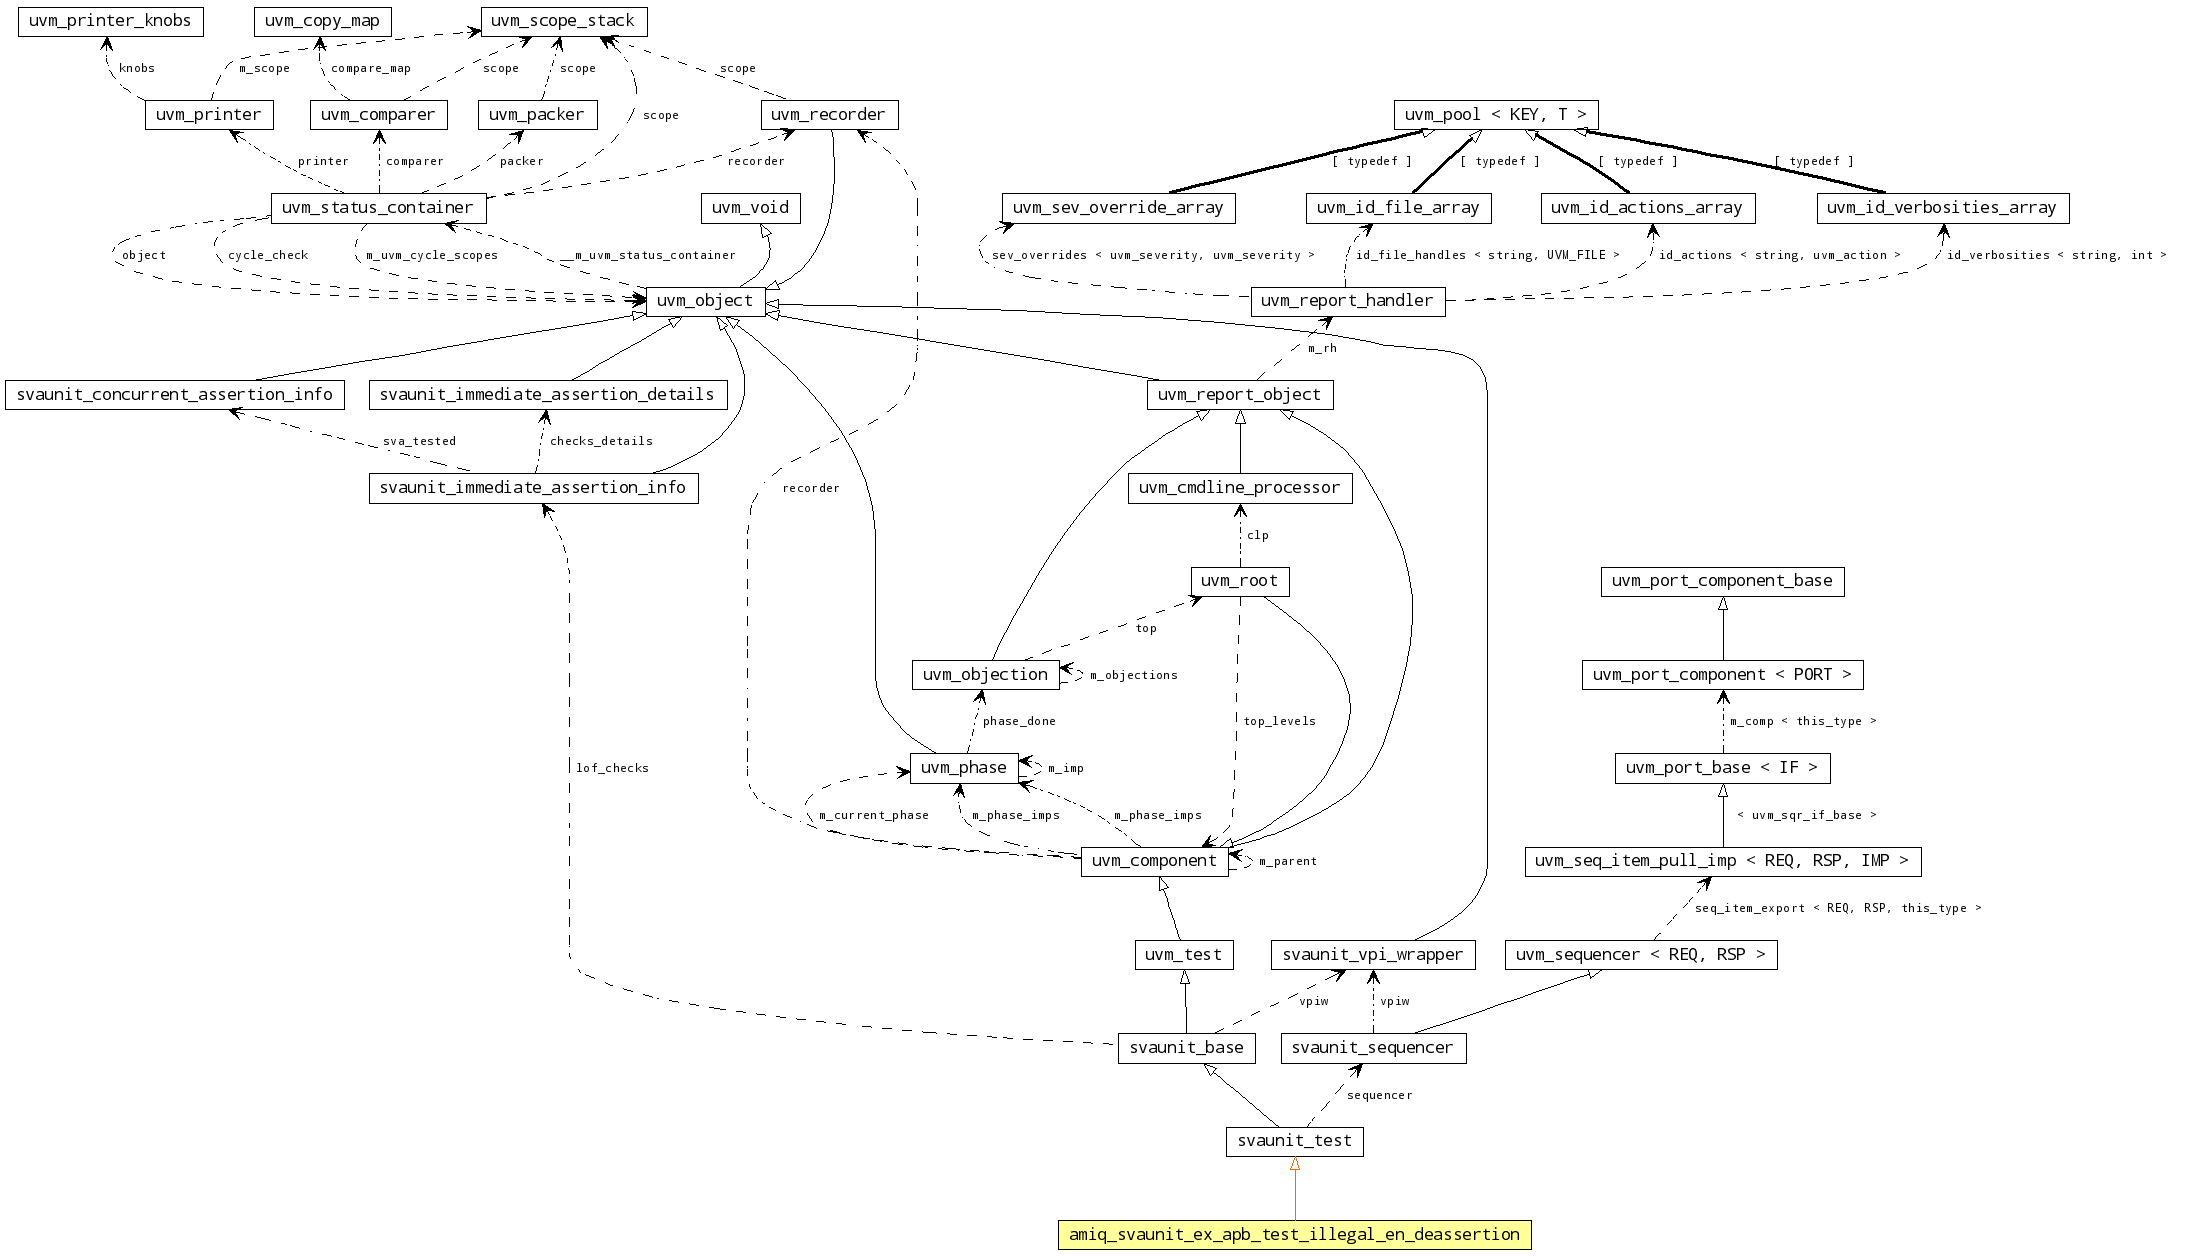 uvm_printer_knobs
uvm_copy_map
uvm_scope_stack
knobs
m_scope
compare_map
scope
scope
scope
uvm_printer
uvm_comparer
uvm_packer
scope
uvm_recorder
uvm_pool < KEY, T >
printer
comparer
packer
recorder
[ typedef ]
[ typedef ]
[ typedef ]
[ typedef ]
uvm_status_container
uvm_void
uvm_sev_override_array
uvm_id_file_array
uvm_id_actions_array
uvm_id_verbosities_array
object
cycle_check
m_uvm_cycle_scopes
__m_uvm_status_container
sev_overrides < uvm_severity, uvm_severity >
id_file_handles < string, UVM_FILE >
id_actions < string, uvm_action >
id_verbosities < string, int >
uvm_object
uvm_report_handler
m_rh
svaunit_concurrent_assertion_info
svaunit_immediate_assertion_details
uvm_report_object
sva_tested
checks_details
svaunit_immediate_assertion_info
recorder
uvm_cmdline_processor
clp
uvm_root
uvm_port_component_base
top
uvm_objection
m_objections
uvm_port_component < PORT >
phase_done
top_levels
m_comp < this_type >
lof_checks
uvm_phase
m_imp
uvm_port_base < IF >
m_current_phase
m_phase_imps
m_phase_imps
< uvm_sqr_if_base >
uvm_component
m_parent
uvm_seq_item_pull_imp < REQ, RSP, IMP >
seq_item_export < REQ, RSP, this_type >
uvm_test
svaunit_vpi_wrapper
uvm_sequencer < REQ, RSP >
vpiw
vpiw
svaunit_base
svaunit_sequencer
sequencer
svaunit_test
amiq_svaunit_ex_apb_test_illegal_en_deassertion